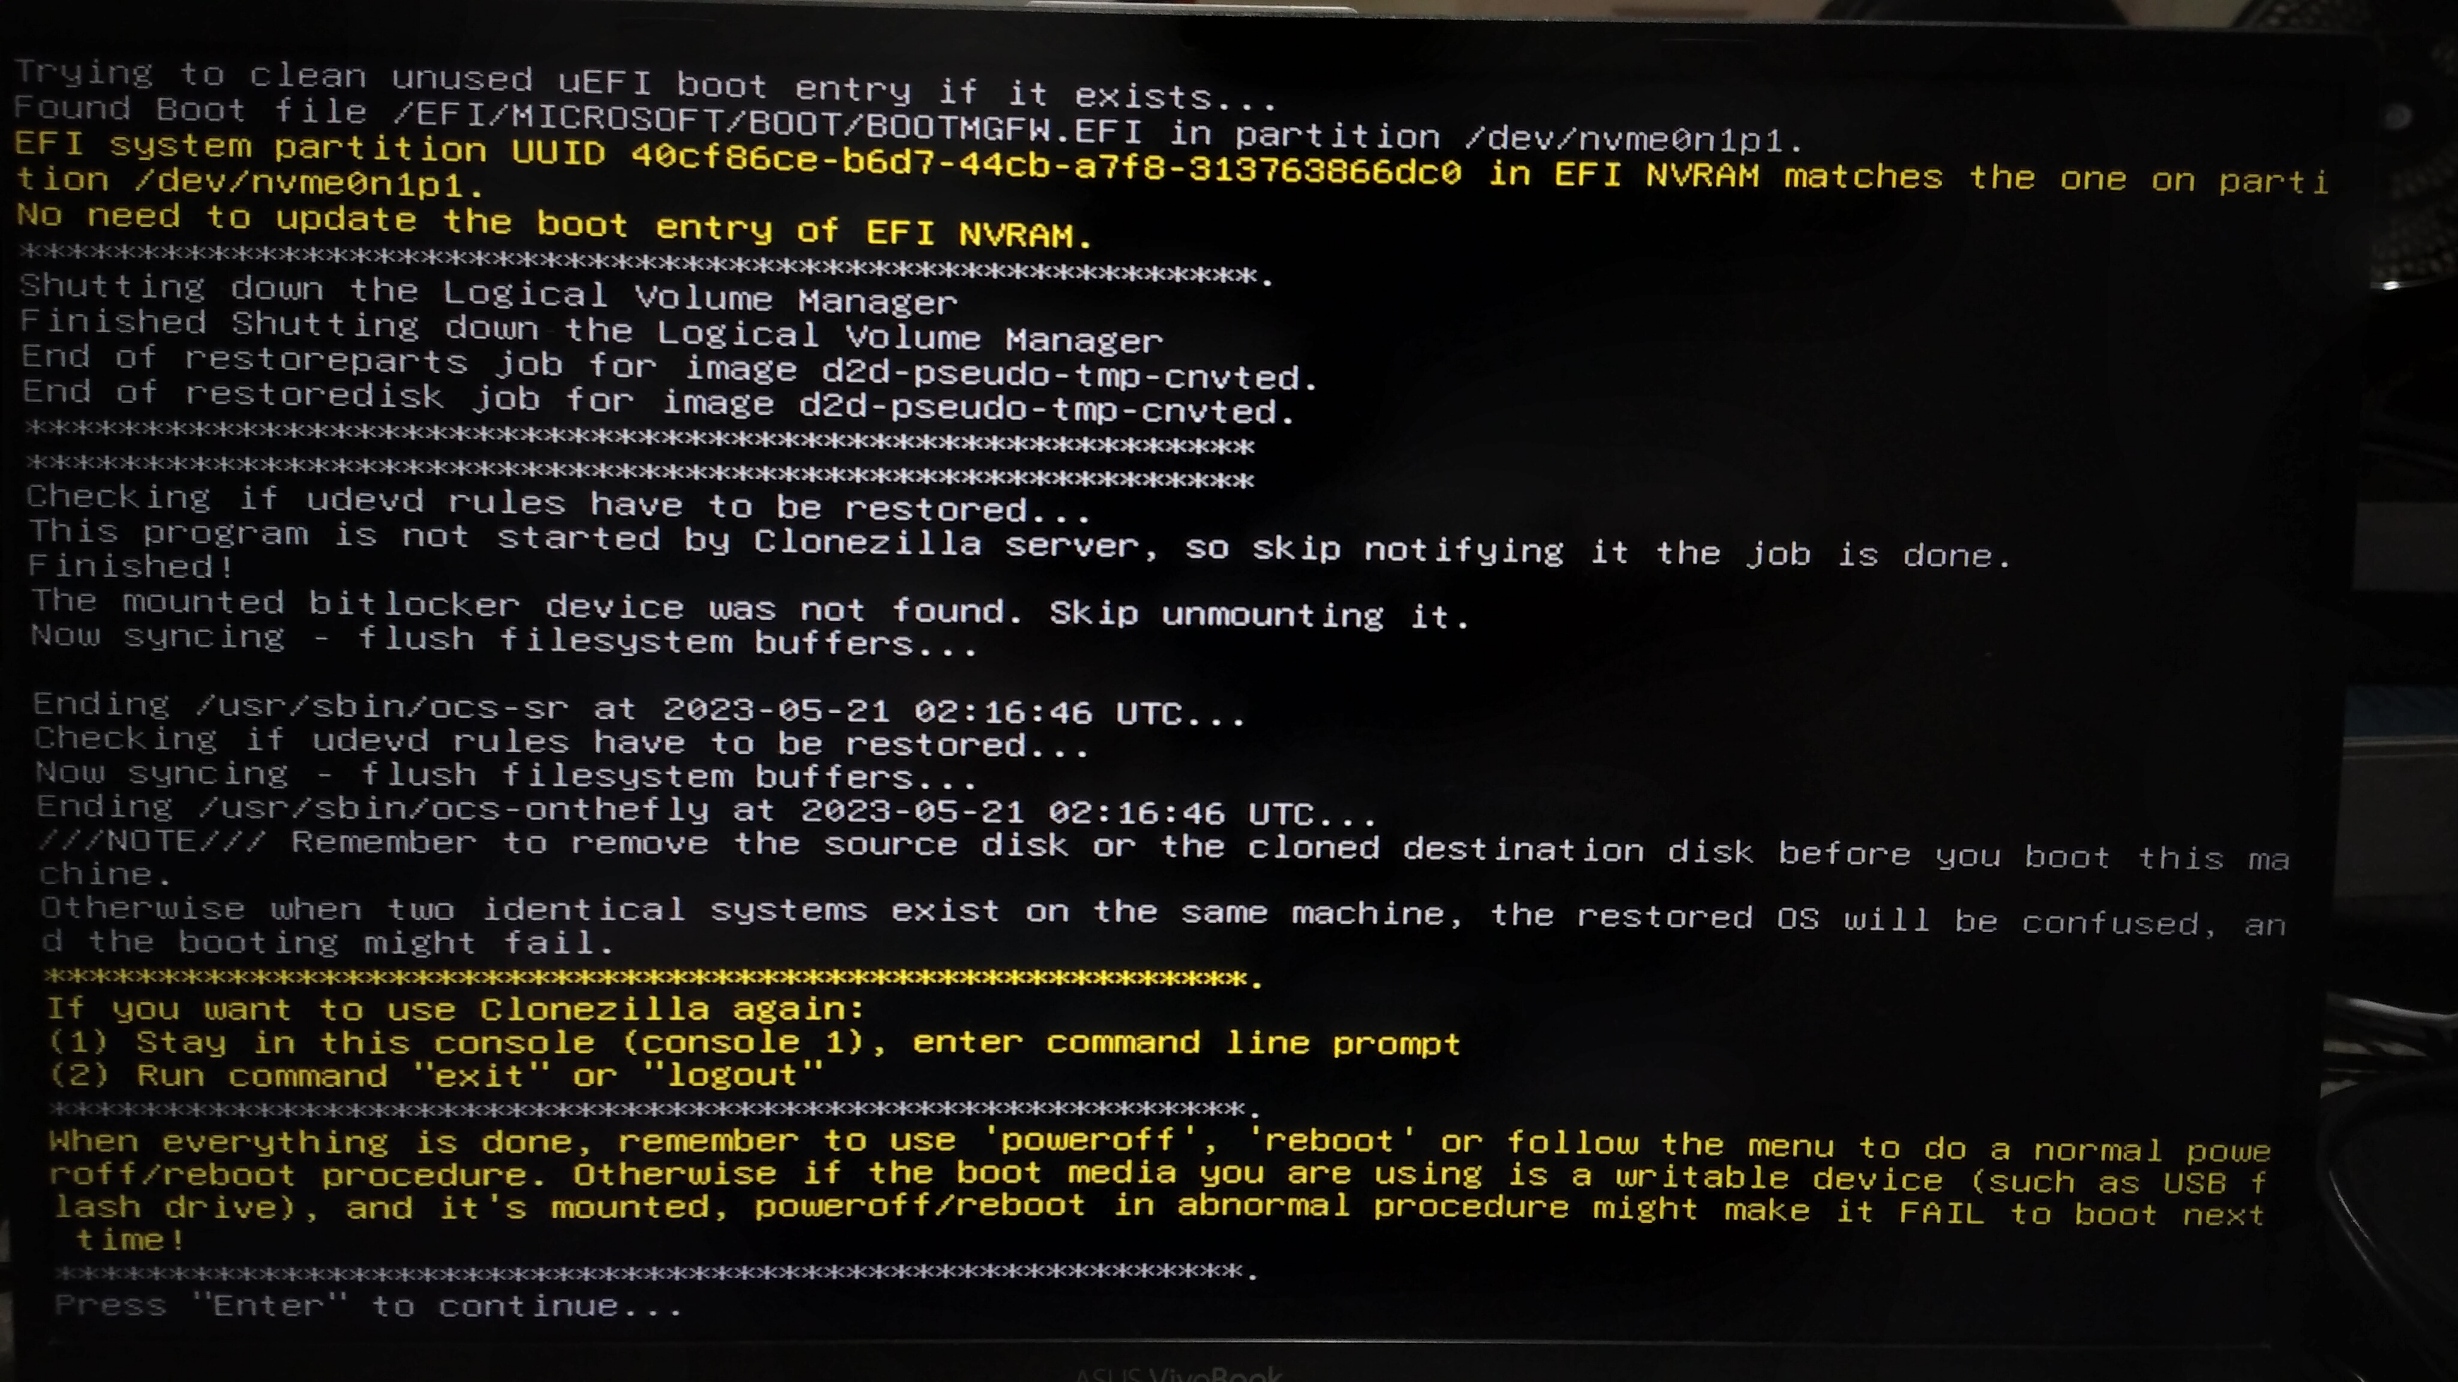 Trying to clean unused uEFI boot entry if it exists...
Found Boot file /EFI/MICROSOFT/BOOT/BOOTMGFW.EFI in partition /dev/nvme0n1p1.
EFI system partition UUID 40cf86ce-b6d7-44cb-a7f8-313763866dc0 in EFI NVRAM matches the one on parti
tion /dev/nvme0n1p1.
No need to update the boot entry of EFI NVRAM.
*****************************************************.
Shutting down the Logical Volume Manager
Finished Shutting down the Logical Volume Manager
End of restoreparts job for image d2d-pseudo-tmp-cnvted.
End of restoredisk job for image d2d-pseudo-tmp-cnvted.
*****************************************************
*****************************************************
Checking if udevd rules have to be restored...
This program is not started by Clonezilla server, so skip notifying it the job is done.
Finished!
The mounted bitlocker device was not found. Skip unmounting it.
Now syncing - flush filesystem buffers...
Ending /usr/sbin/ocs-sr at 2023-05-21 02:16:46 UTC...
Checking if udevd rules have to be restored...
Now syncing - flush filesystem buffers...
Ending /usr/sbin/ocs-onthefly at 2023-05-21 02:16:46 UTC...
///NOTE/// Remember to remove the source disk or the cloned destination disk before you boot this ma
chine.
Otherwise when two identical systems exist on the same machine, the restored OS will be confused, an
d the booting might fail.
*****************************************************.
If you want to use Clonezilla again:
(1) Stay in this console (console 1), enter command line prompt
(2) Run command "exit" or "logout"
*****************************************************.
When everything is done, remember to use 'poweroff', 'reboot' or follow the menu to do a normal powe
roff/reboot procedure. Otherwise if the boot media you are using is a writable device (such as USB f
lash drive), and it's mounted, poweroff/reboot in abnormal procedure might make it FAIL to boot next
 time!
*****************************************************.
Press "Enter" to continue...
ASUS VivoBook